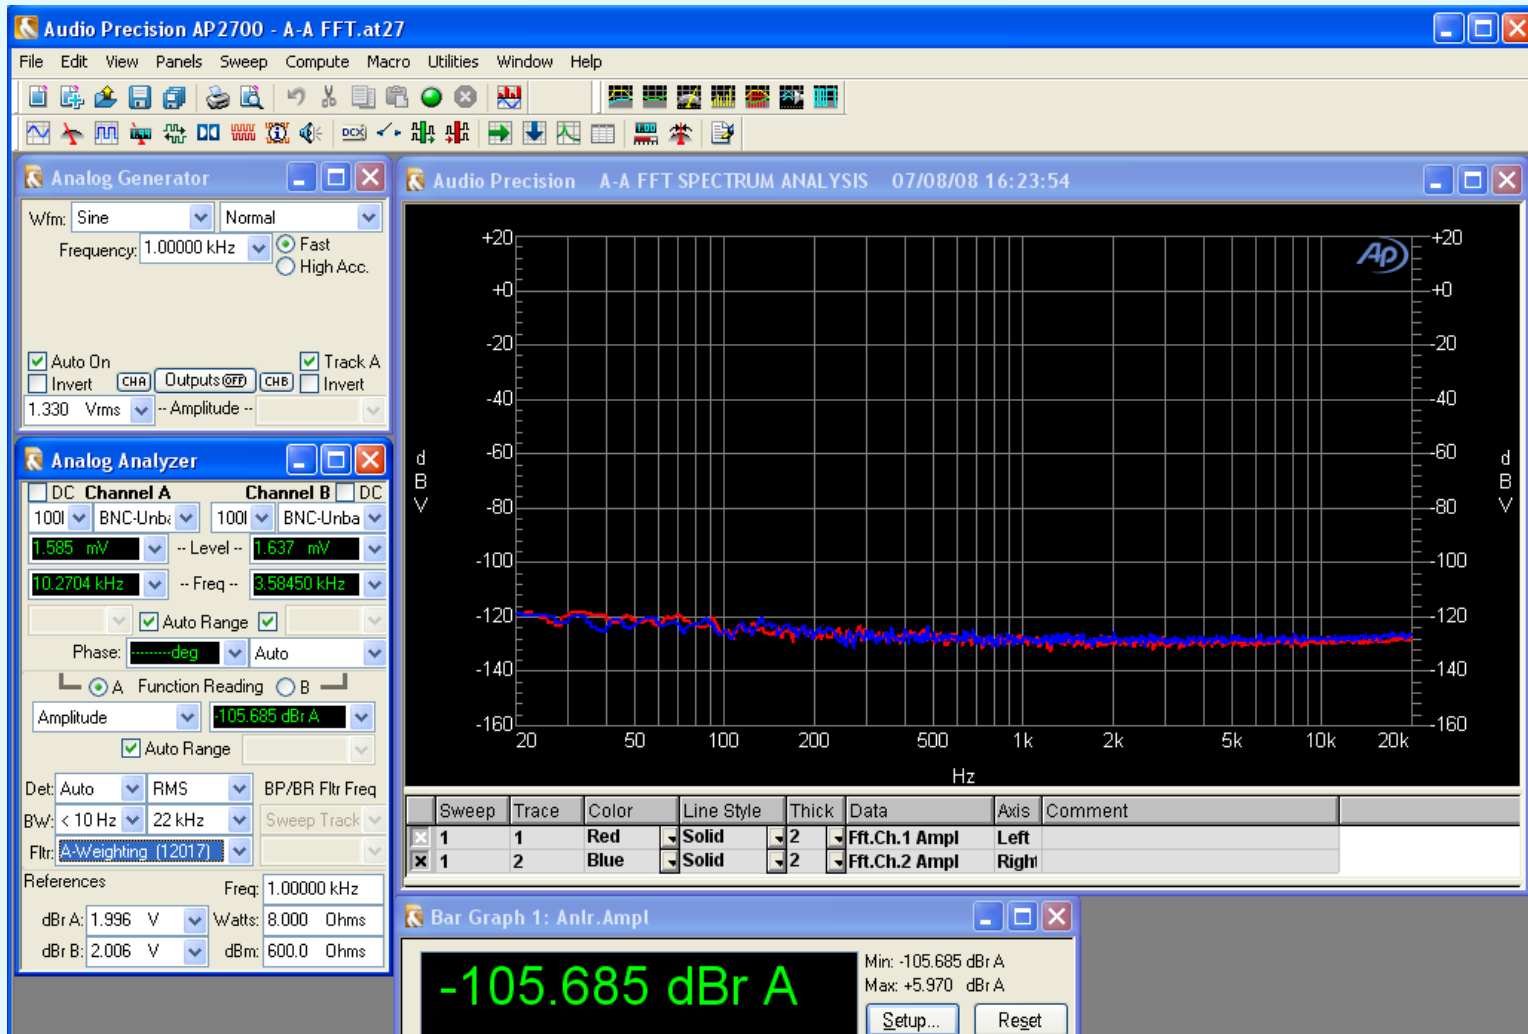 Audio Precision AP2700 - A-A FFT.at27
File Edit View Panels Sweep Compute Macro Utilities Window Help
DCX
Analog Generator
Wfm: Sine Normal
Frequency: 1.00000 kHz Fast
High Acc.
Auto On Track A
Invert CHA Outputs OFF CHB Invert
1.330 Vrms -- Amplitude --
Analog Analyzer
DC Channel A Channel B DC
BNC-Unba BNC-Unba
1.585 mV -- Level -- 1.637 mV
10.2704 kHz -- Freq -- 3.58450 kHz
Auto Range
Phase: --------deg Auto
A Function Reading B
Amplitude -105.685 dBr A
Auto Range
Det: Auto RMS BP/BR Fltr Freq
BW: < 10 Hz 22 kHz Sweep Track
Fltr: A-Weighting (12017)
References Freq: 1.00000 kHz
dBr A: 1.996 V Watts: 8.000 Ohms
dBr B: 2.006 V dBm: 600.0 Ohms
Audio Precision A-A FFT SPECTRUM ANALYSIS 07/08/08 16:23:54
Ap
+20 +20
+0 +0
-20 -20
-40 -40
-60 -60
-80 -80
-100 -100
-120 -120
-140 -140
-160 -160
d B V
d B V
20 50 100 200 500 1k 2k 5k 10k 20k
Hz
Sweep Trace Color Line Style Thick Data Axis Comment
1 1 Red Solid 2 Fft.Ch.1 Ampl Left
1 2 Blue Solid 2 Fft.Ch.2 Ampl Right
Bar Graph 1: Anlr.Ampl
-105.685 dBr A
Min: -105.685 dBr A
Max: +5.970 dBr A
Setup... Reset